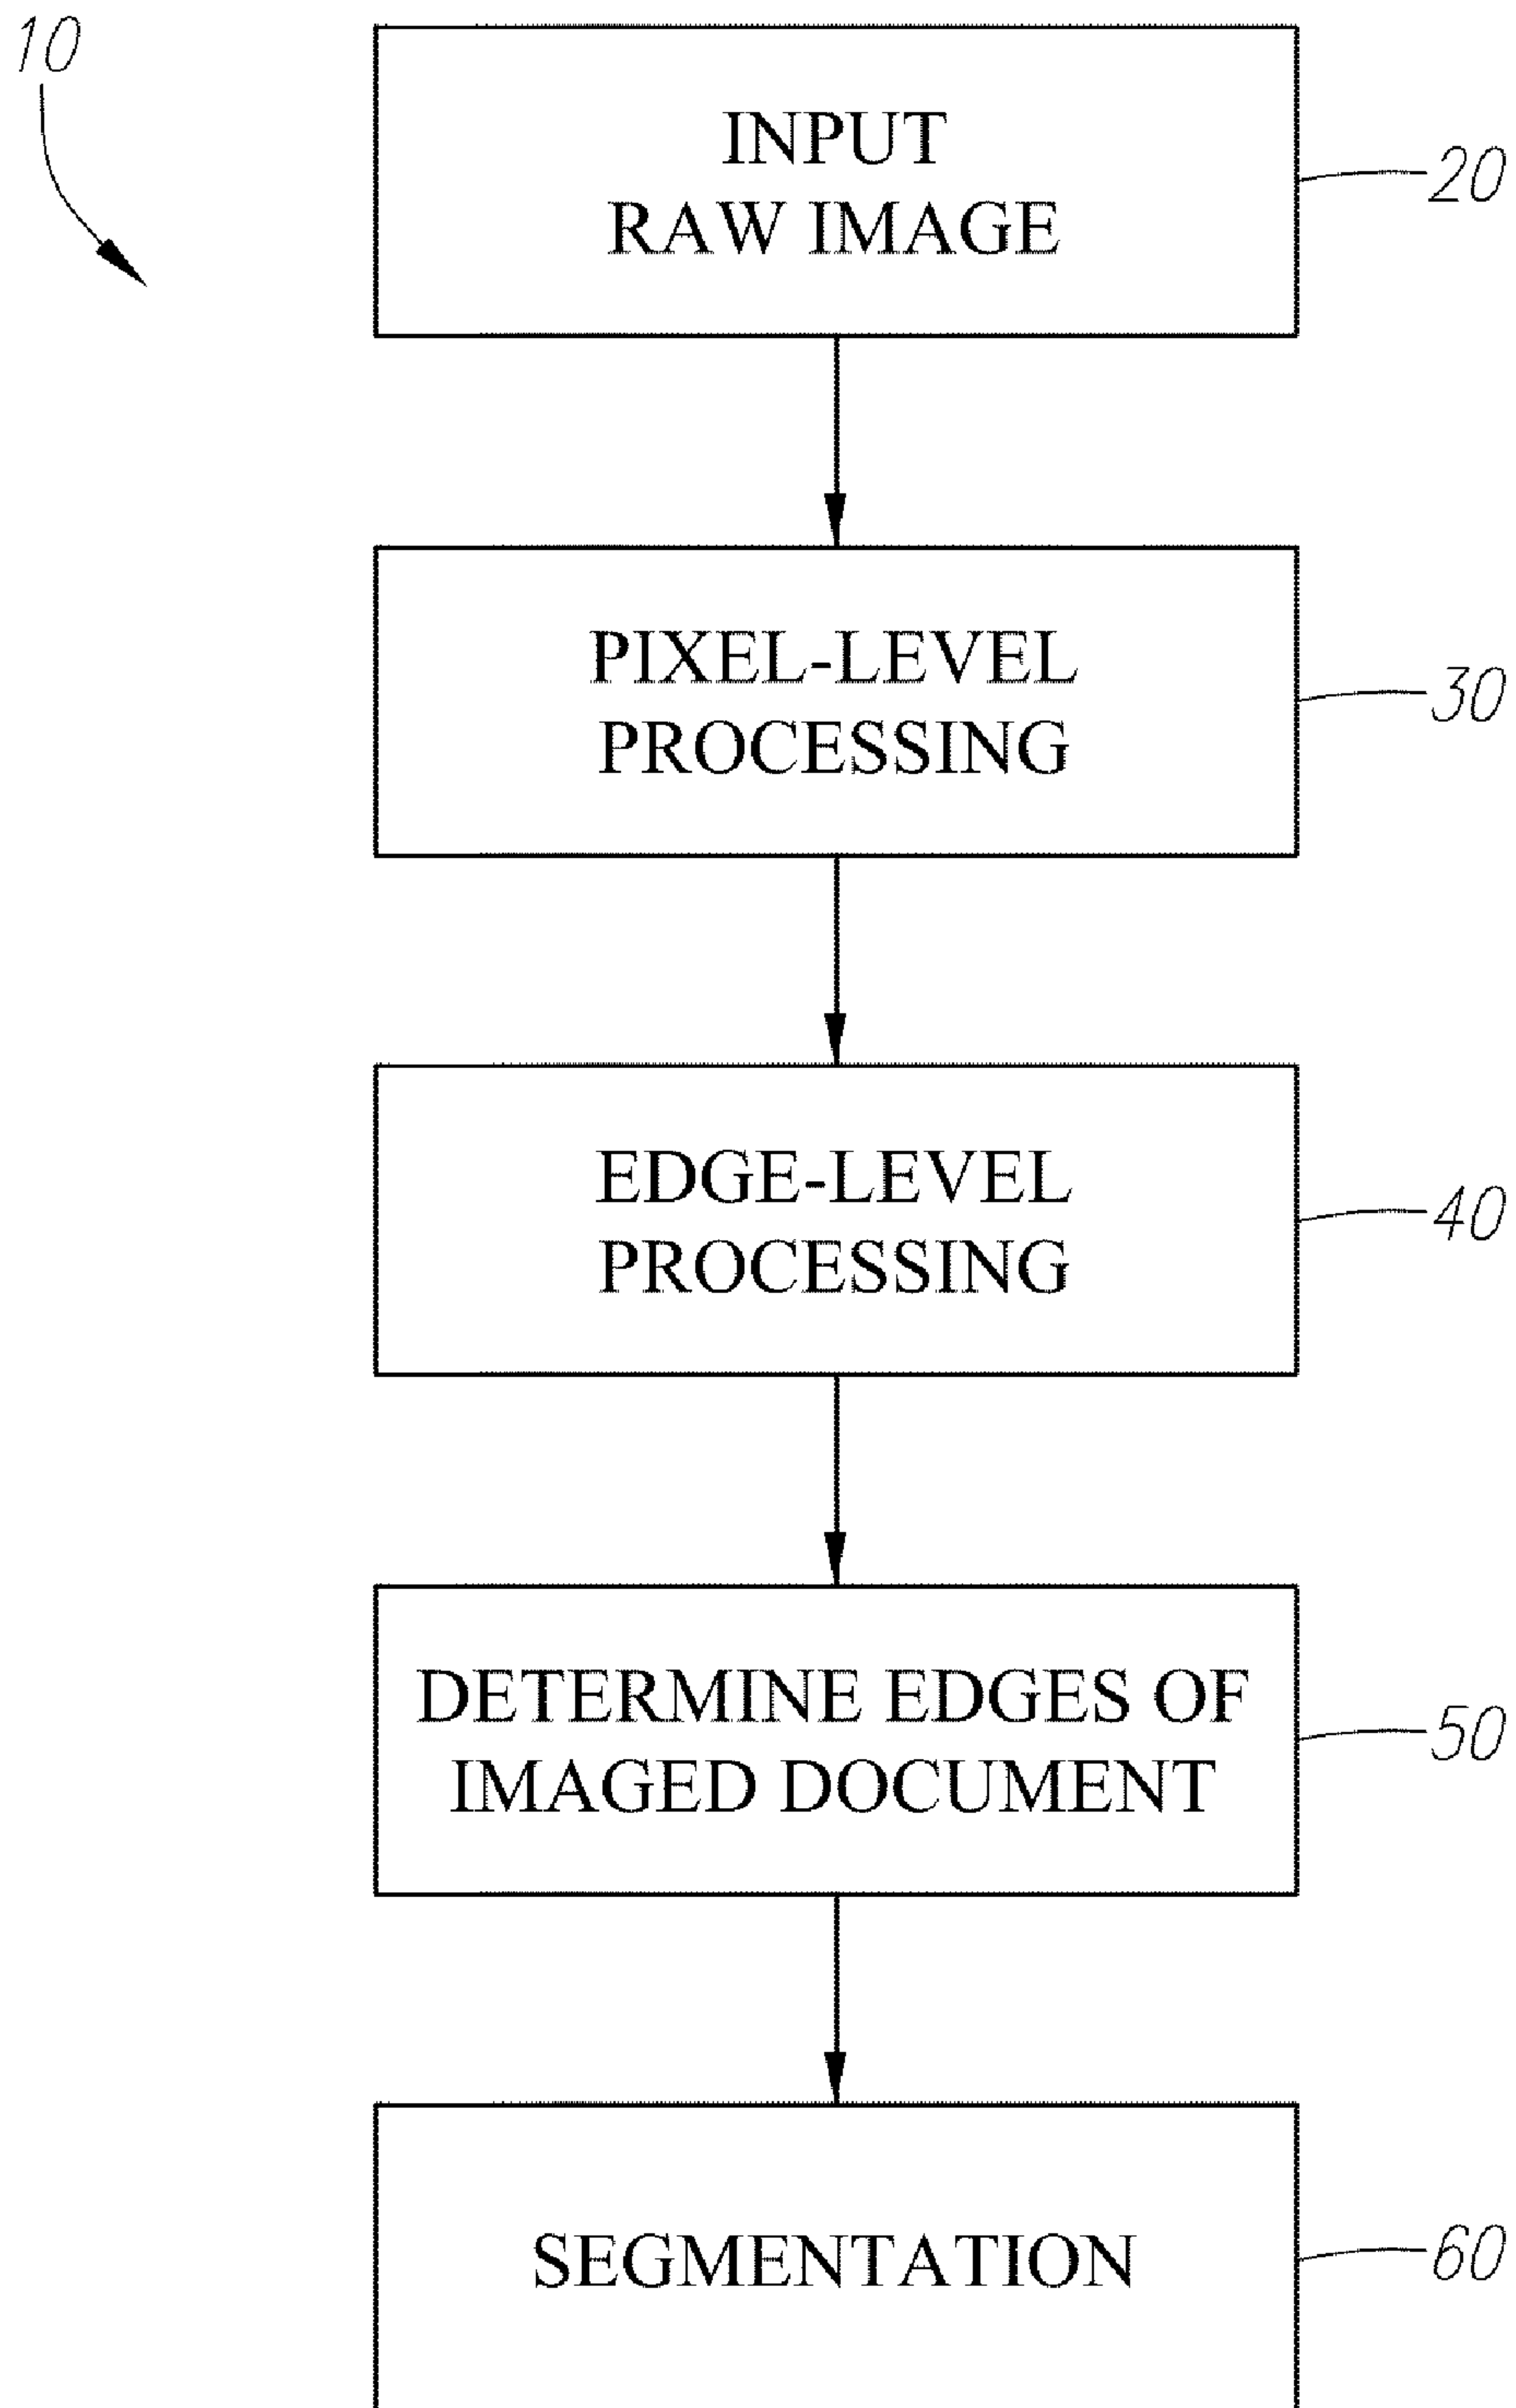 10
INPUT
RAW IMAGE
20
PIXEL-LEVEL
PROCESSING
30
EDGE-LEVEL
PROCESSING
40
DETERMINE EDGES OF
IMAGED DOCUMENT
50
SEGMENTATION
60